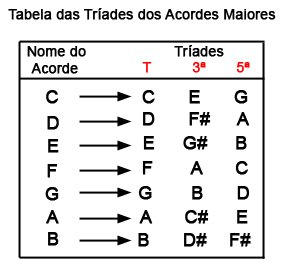 Tabela das Tríades dos Acordes Maiores
Nome do Acorde
Tríades
T 3ª 5ª
C C E G
D D F# A
E E G# B
F F A C
G G B D
A A C# E
B B D# F#